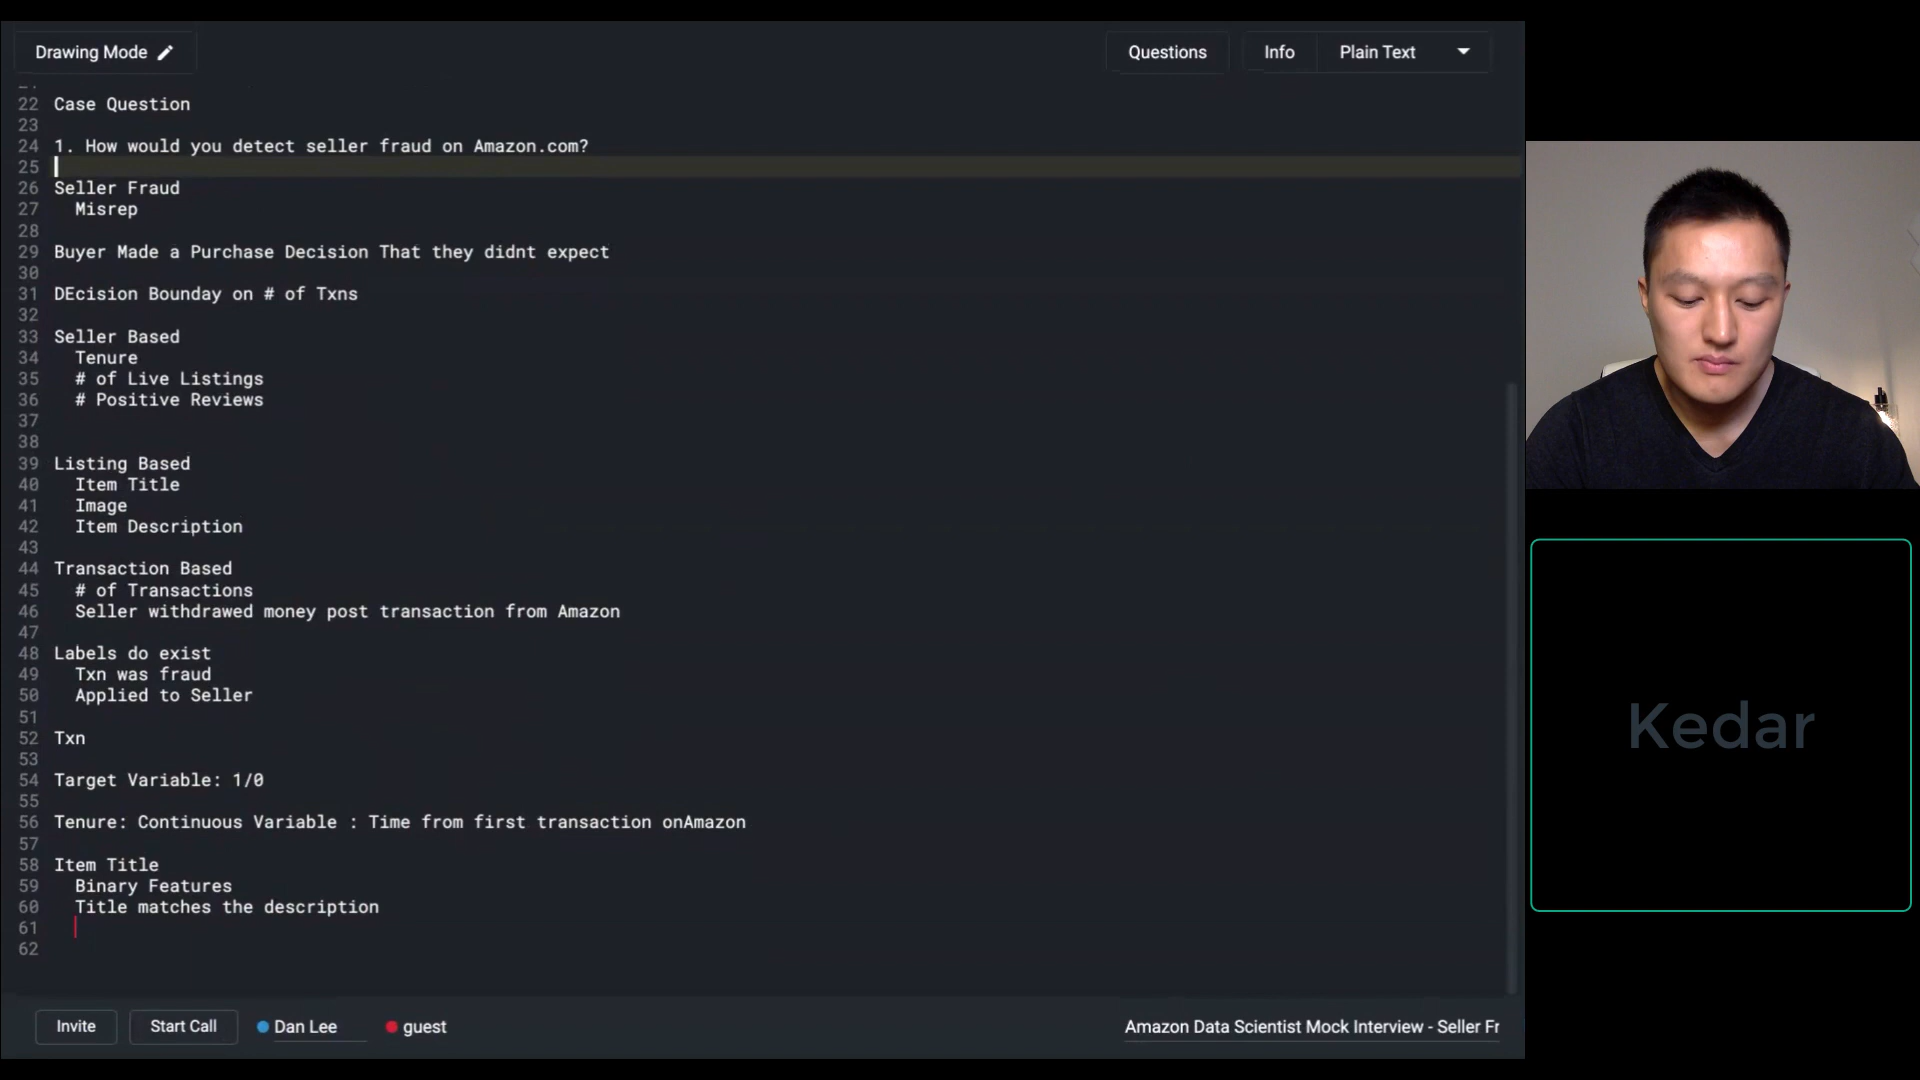 Drawing Mode
Questions
Info
Plain Text
22 Case Question
23
24 1. How would you detect seller fraud on Amazon.com?
25
26 Seller Fraud
27 Misrep
28
29 Buyer Made a Purchase Decision That they didnt expect
30
31 DEcision Bounday on # of Txns
32
33 Seller Based
34 Tenure
35 # of Live Listings
36 # Positive Reviews
37
38
39 Listing Based
40 Item Title
41 Image
42 Item Description
43
44 Transaction Based
45 # of Transactions
46 Seller withdrawed money post transaction from Amazon
47
48 Labels do exist
49 Txn was fraud
50 Applied to Seller
51
52 Txn
53
54 Target Variable: 1/0
55
56 Tenure: Continuous Variable : Time from first transaction onAmazon
57
58 Item Title
59 Binary Features
60 Title matches the description
61
62
Invite
Start Call
Dan Lee
guest
Amazon Data Scientist Mock Interview - Seller Fr
Kedar